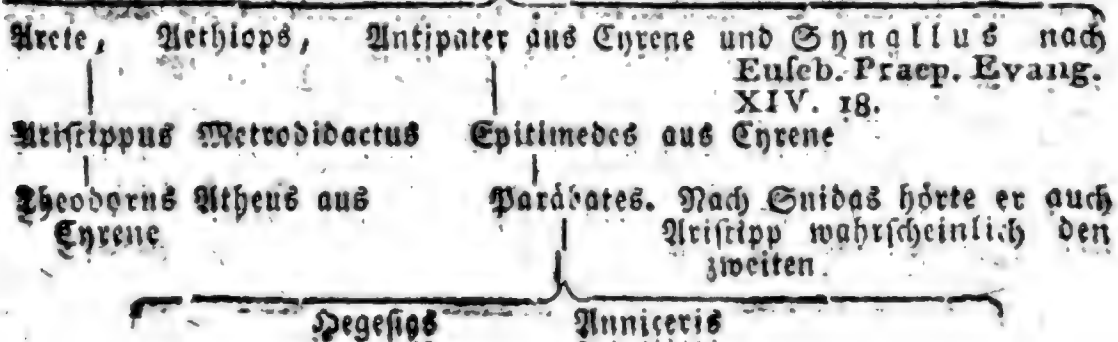 Arete, Aethiops, Antipater aus Cyrene und Synallus nach
Euseb. Praep. Evang.
XIV. 18.
Aristippus Metrodidactus Epitimedes aus Cyrene
Theodorus Atheus aus Paräbates. Nach Suidas hörte er auch
Cyrene Aristipp wahrscheinlich den
zweiten.
Hegesias Anniceris